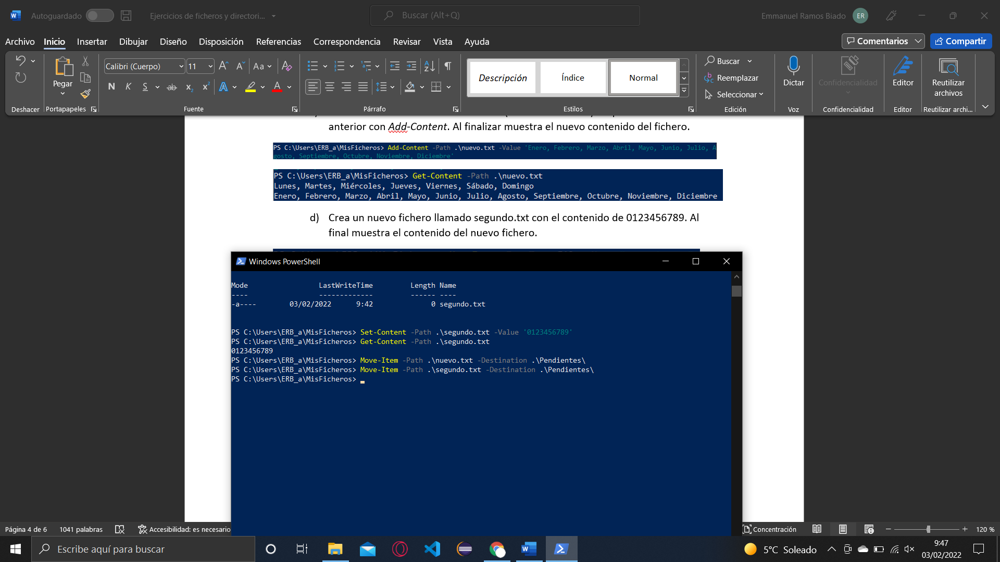 Autoguardado
Ejercicios de ficheros y directori...
Buscar (Alt+Q)
Emmanuel Ramos Biado
ER
Archivo Inicio Insertar Dibujar Diseño Disposición Referencias Correspondencia Revisar Vista Ayuda
Comentarios
Compartir
Calibri (Cuerpo) 11
Pegar
N K S ab
Descripción
Índice
Normal
Buscar
Reemplazar
Seleccionar
Dictar
Confidencialidad
Editor
Reutilizar
archivos
Deshacer
Portapapeles
Fuente
Párrafo
Estilos
Edición
Voz
Confidencialidad
Editor
Reutilizar archi...
anterior con Add-Content. Al finalizar muestra el nuevo contenido del fichero.
PS C:\Users\ERB_a\MisFicheros> Add-Content -Path .\nuevo.txt -Value 'Enero, Febrero, Marzo, Abril, Mayo, Junio, Julio, A
gosto, Septiembre, Octubre, Noviembre, Diciembre'
PS C:\Users\ERB_a\MisFicheros> Get-Content -Path .\nuevo.txt
Lunes, Martes, Miércoles, Jueves, Viernes, Sábado, Domingo
Enero, Febrero, Marzo, Abril, Mayo, Junio, Julio, Agosto, Septiembre, Octubre, Noviembre, Diciembre
d) Crea un nuevo fichero llamado segundo.txt con el contenido de 0123456789. Al
final muestra el contenido del nuevo fichero.
Windows PowerShell
Mode LastWriteTime Length Name
---- ------------- ------ ----
-a---- 03/02/2022 9:42 0 segundo.txt
PS C:\Users\ERB_a\MisFicheros> Set-Content -Path .\segundo.txt -Value '0123456789'
PS C:\Users\ERB_a\MisFicheros> Get-Content -Path .\segundo.txt
0123456789
PS C:\Users\ERB_a\MisFicheros> Move-Item -Path .\nuevo.txt -Destination .\Pendientes\
PS C:\Users\ERB_a\MisFicheros> Move-Item -Path .\segundo.txt -Destination .\Pendientes\
PS C:\Users\ERB_a\MisFicheros>
Página 4 de 6
1041 palabras
Accesibilidad: es necesario
Concentración
120 %
Escribe aquí para buscar
5°C Soleado
9:47
03/02/2022